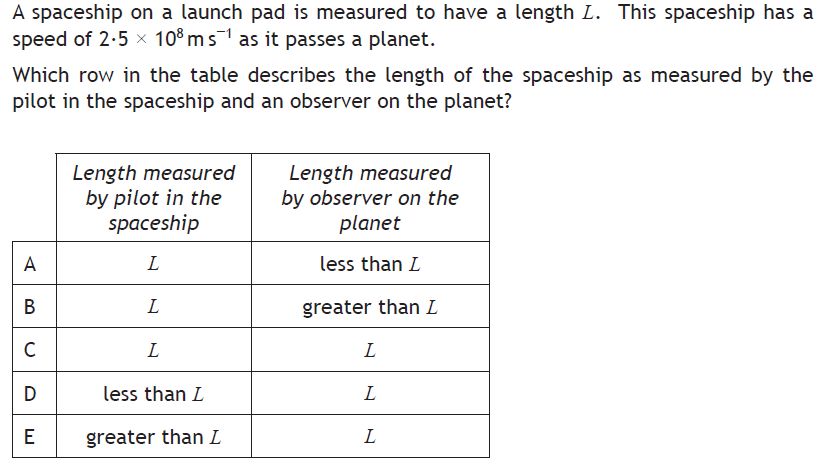 A spaceship on a launch pad is measured to have a length L. This spaceship has a
speed of 2·5 × 10⁸ m s⁻¹ as it passes a planet.
Which row in the table describes the length of the spaceship as measured by the
pilot in the spaceship and an observer on the planet?
Length measured by pilot in the spaceship | Length measured by observer on the planet
A | L | less than L
B | L | greater than L
C | L | L
D | less than L | L
E | greater than L | L